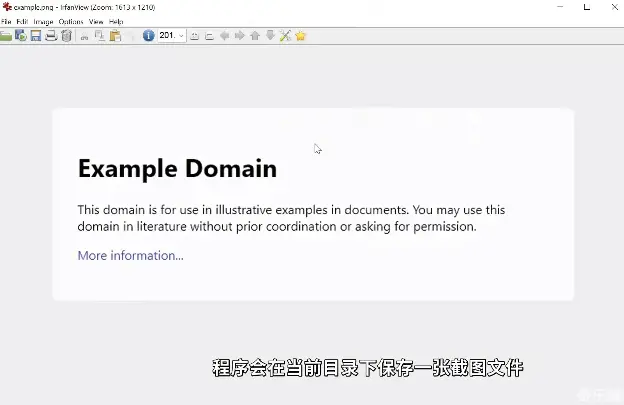 example.png - IrfanView (Zoom: 1613 x 1210)
File Edit Image Options View Help
201.
Example Domain
This domain is for use in illustrative examples in documents. You may use this
domain in literature without prior coordination or asking for permission.
More information...
程序会在当前目录下保存一张截图文件